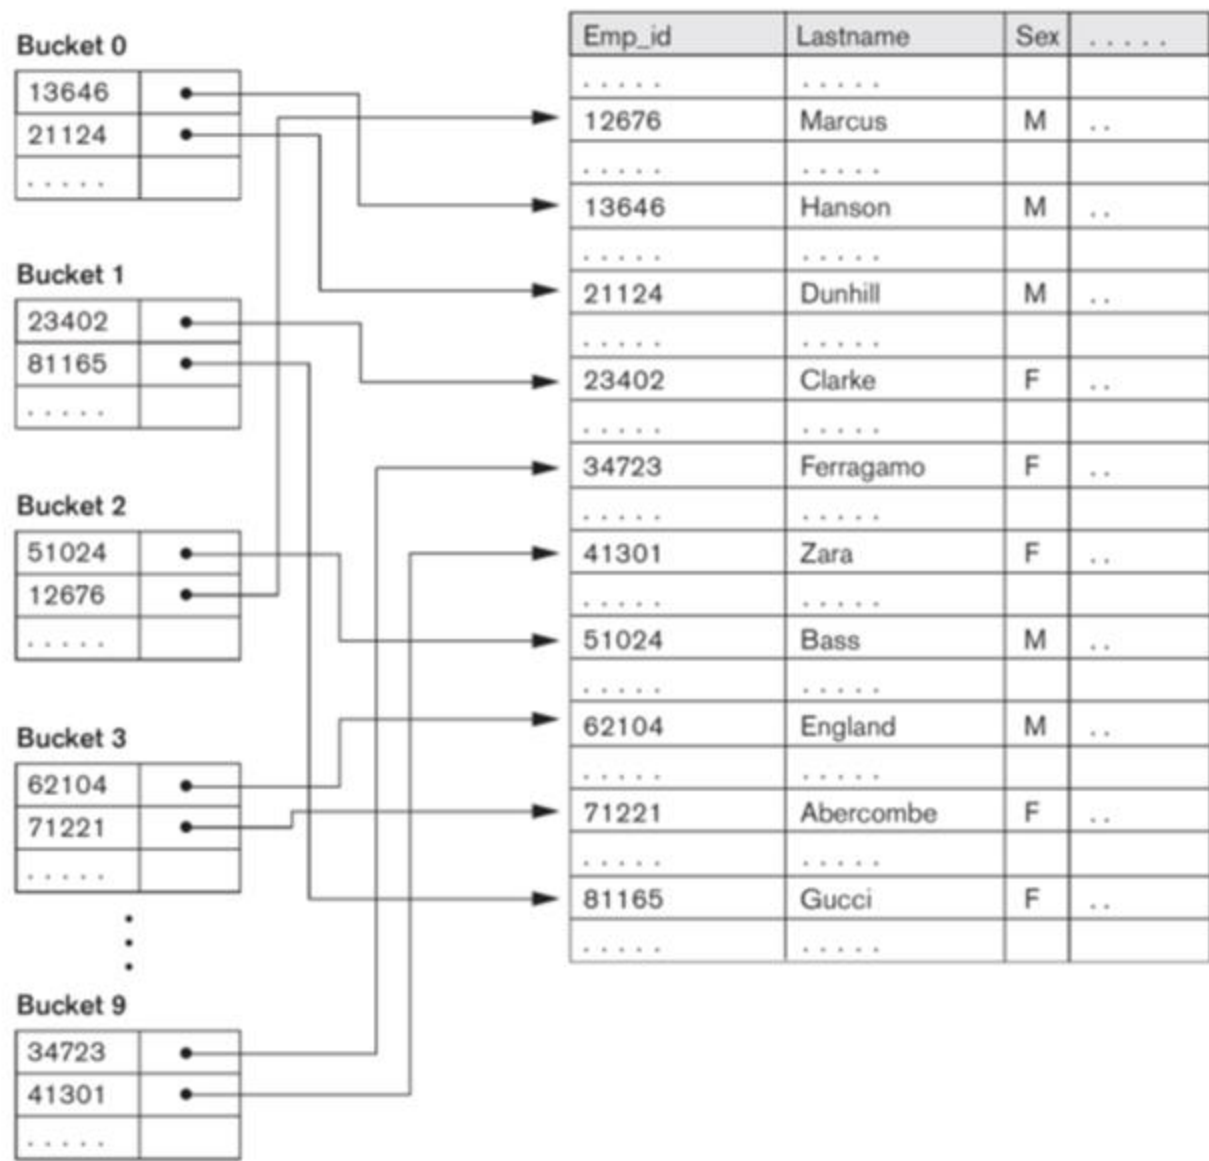 Bucket 0
13646
21124
. . . . .
Bucket 1
23402
81165
. . . . .
Bucket 2
51024
12676
. . . . .
Bucket 3
62104
71221
. . . . .
Bucket 9
34723
41301
. . . . .
Emp_id Lastname Sex . . . . .
. . . . . . . . . .
12676 Marcus M . .
. . . . . . . . . .
13646 Hanson M . .
. . . . . . . . . .
21124 Dunhill M . .
. . . . . . . . . .
23402 Clarke F . .
. . . . . . . . . .
34723 Ferragamo F . .
. . . . . . . . . .
41301 Zara F . .
. . . . . . . . . .
51024 Bass M . .
. . . . . . . . . .
62104 England M . .
. . . . . . . . . .
71221 Abercombe F . .
. . . . . . . . . .
81165 Gucci F . .
. . . . . . . . . .